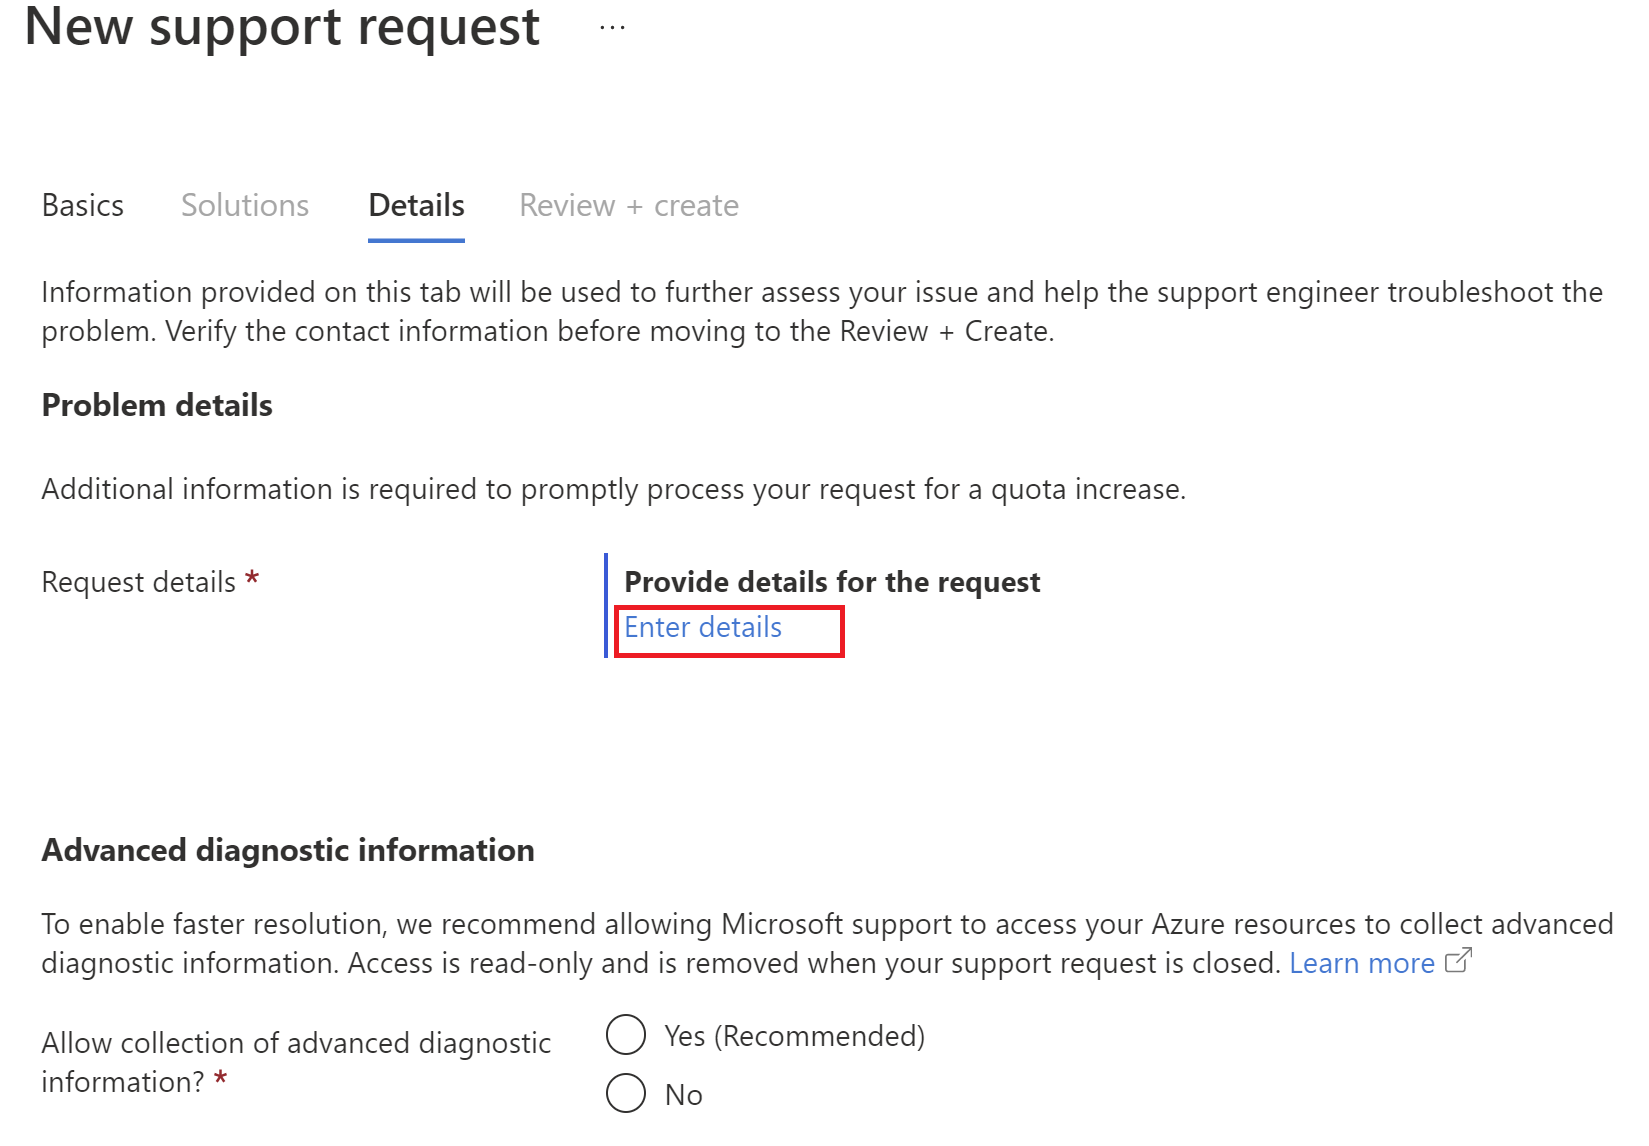 New support request ...
Basics Solutions Details Review + create
Information provided on this tab will be used to further assess your issue and help the support engineer troubleshoot the
problem. Verify the contact information before moving to the Review + Create.
Problem details
Additional information is required to promptly process your request for a quota increase.
Request details * Provide details for the request
Enter details
Advanced diagnostic information
To enable faster resolution, we recommend allowing Microsoft support to access your Azure resources to collect advanced
diagnostic information. Access is read-only and is removed when your support request is closed. Learn more
Allow collection of advanced diagnostic
information? *
Yes (Recommended)
No